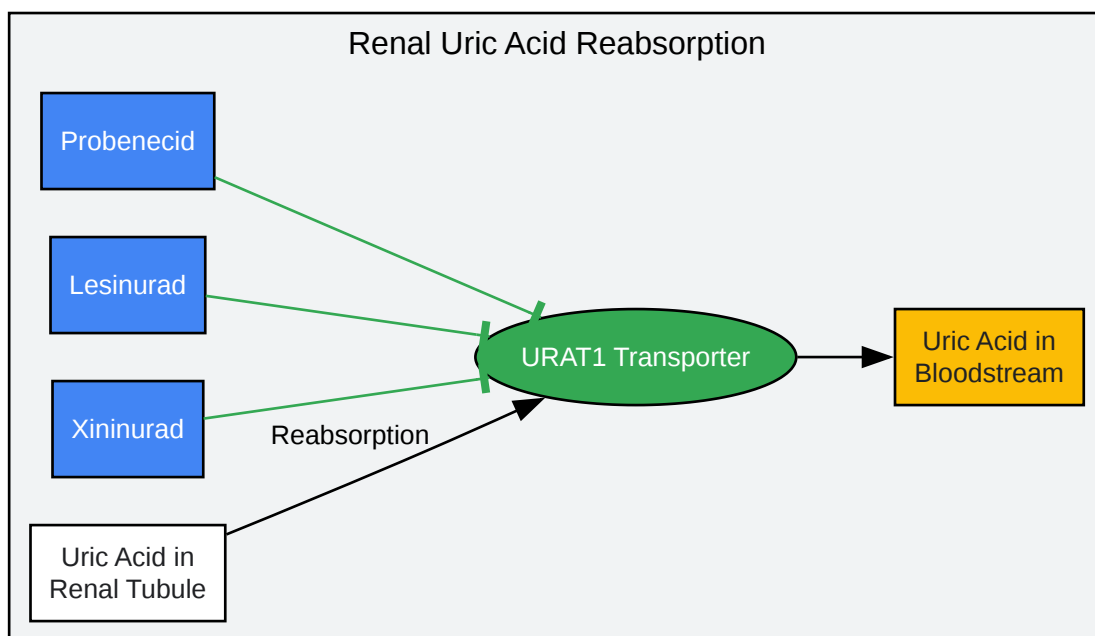 Renal Uric Acid Reabsorption
Probenecid
Lesinurad
Xininurad
Uric Acid in
Renal Tubule
Reabsorption
URAT1 Transporter
Uric Acid in
Bloodstream